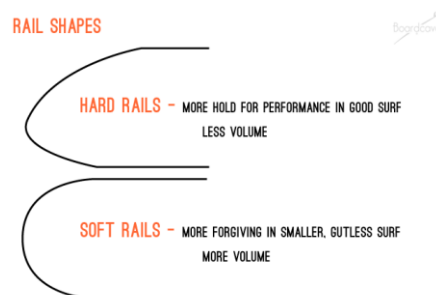 RAIL SHAPES
HARD RAILS - MORE HOLD FOR PERFORMANCE IN GOOD SURF
LESS VOLUME
SOFT RAILS - MORE FORGIVING IN SMALLER, GUTLESS SURF
MORE VOLUME